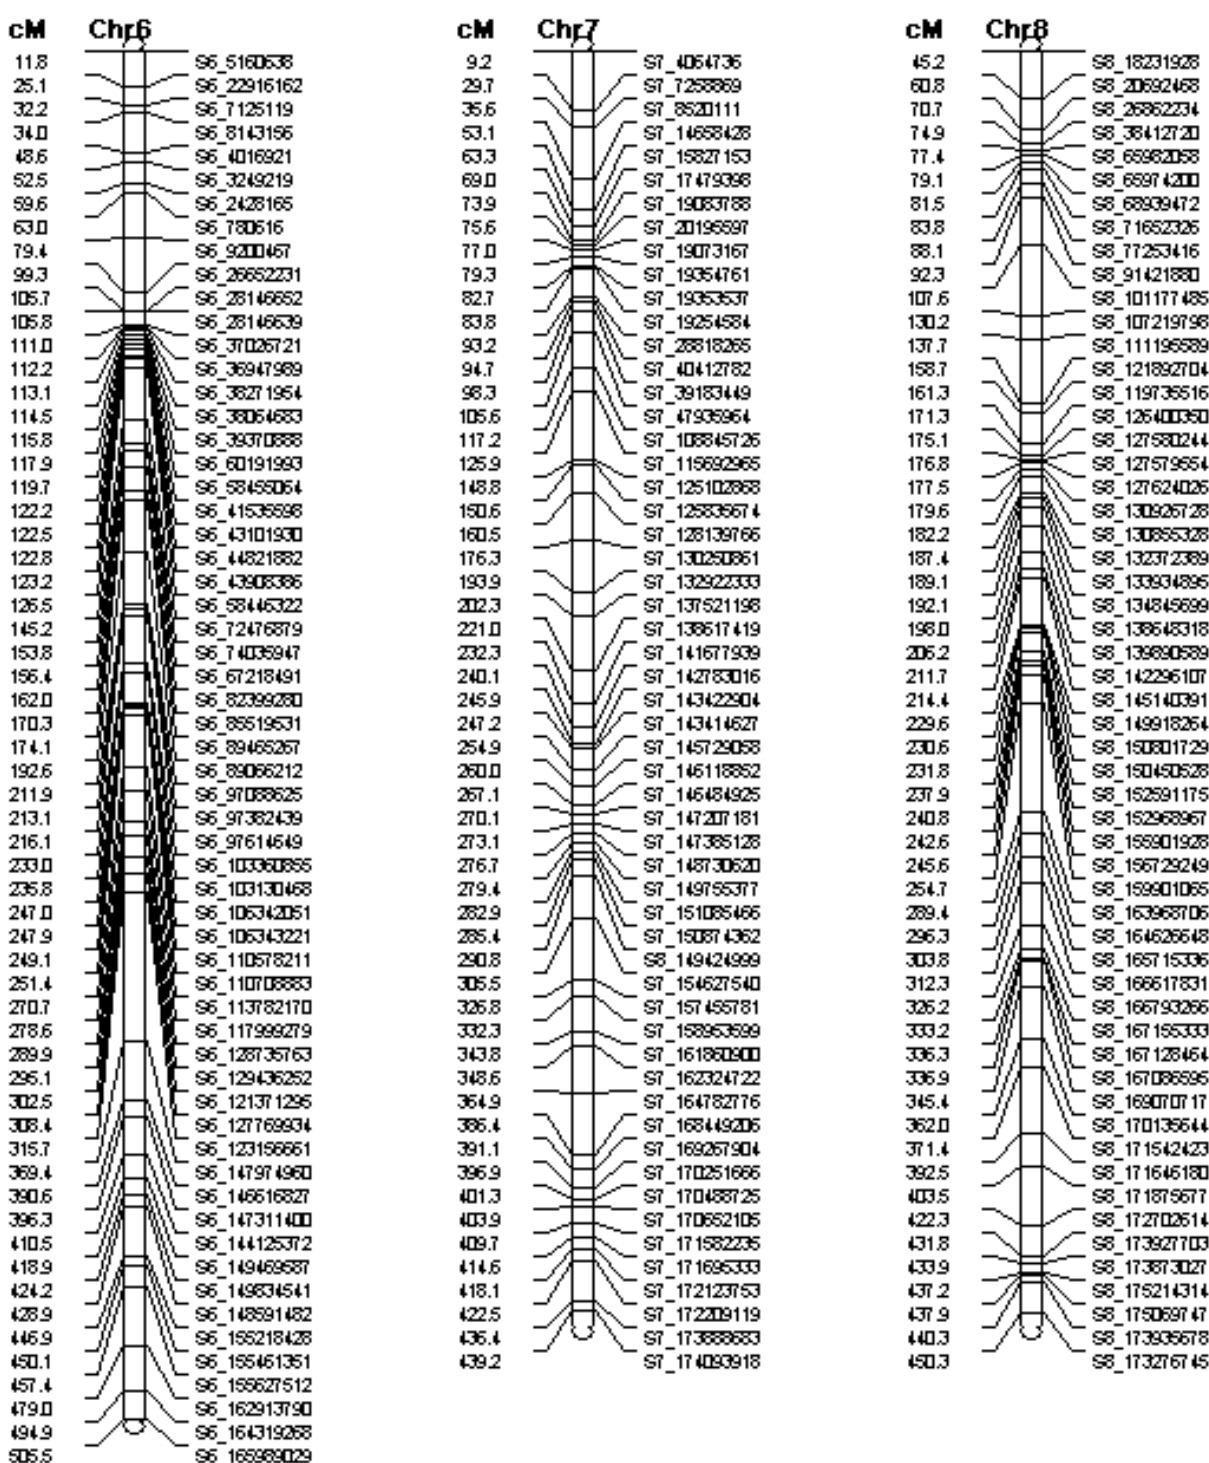 cM Chr6
11.8 S6_5160638
25.1 S6_22916162
32.2 S6_7125119
34.0 S6_8143156
48.6 S6_4016921
52.5 S6_3249219
59.6 S6_2428165
63.0 S6_780616
79.4 S6_9200467
99.3 S6_26652231
105.7 S6_28146652
105.8 S6_28146639
111.0 S6_37026721
112.2 S6_36947989
113.1 S6_38271954
114.5 S6_38064683
115.8 S6_39370888
117.9 S6_60191993
119.7 S6_58455064
122.2 S6_41535598
122.5 S6_43101930
122.8 S6_44821882
123.2 S6_43908386
126.5 S6_58446322
145.2 S6_72476879
153.8 S6_74035947
156.4 S6_67218491
162.0 S6_82399280
170.3 S6_85519531
174.1 S6_89465267
192.6 S6_89066212
211.9 S6_97088625
213.1 S6_97382439
216.1 S6_97614649
233.0 S6_103360855
235.8 S6_103130468
247.0 S6_106342051
247.9 S6_106343221
249.1 S6_110578211
251.4 S6_110708883
270.7 S6_113782170
278.6 S6_117999279
289.9 S6_128735763
295.1 S6_129436252
302.5 S6_121371295
308.4 S6_127769934
315.7 S6_123156661
369.4 S6_147974960
390.6 S6_146616827
396.3 S6_147311400
410.5 S6_144125372
418.9 S6_149469587
424.2 S6_149834541
428.9 S6_148591482
446.9 S6_155218428
450.1 S6_155461351
457.4 S6_155627512
479.0 S6_162913790
494.9 S6_164319268
505.5 S6_165989029
cM Chr7
9.2 S7_4064736
29.7 S7_7258869
35.6 S7_8520111
53.1 S7_14658428
63.3 S7_15827153
69.0 S7_17479398
73.9 S7_19083788
75.6 S7_20195597
77.0 S7_19073167
79.3 S7_19354761
82.7 S7_19353537
83.8 S7_19254584
93.2 S7_28818265
94.7 S7_40412782
98.3 S7_39183449
105.6 S7_47935964
117.2 S7_108845726
125.9 S7_115692965
148.8 S7_125102868
150.6 S7_125835674
160.5 S7_128139766
176.3 S7_130250861
193.9 S7_132922333
202.3 S7_137521198
221.0 S7_138617419
232.3 S7_141677939
240.1 S7_142783016
245.9 S7_143422904
247.2 S7_143414627
254.9 S7_145729058
260.0 S7_146118852
267.1 S7_146484925
270.1 S7_147207181
273.1 S7_147385128
276.7 S7_148730620
279.4 S7_149755377
282.9 S7_151085466
285.4 S7_150874362
290.8 S8_149424999
305.5 S7_154627540
326.8 S7_157455781
332.3 S7_158953599
343.8 S7_161860900
348.6 S7_162324722
364.9 S7_164782776
386.4 S7_168449206
391.1 S7_169267904
396.9 S7_170251666
401.3 S7_170488725
403.9 S7_170652105
409.7 S7_171582235
414.6 S7_171695333
418.1 S7_172123753
422.5 S7_172209119
436.4 S7_173888683
439.2 S7_174093918
cM Chr8
45.2 S8_18231928
60.8 S8_20692468
70.7 S8_26862234
74.9 S8_38412720
77.4 S8_65982058
79.1 S8_65974200
81.5 S8_68939472
83.8 S8_71652326
88.1 S8_77253416
92.3 S8_91421880
107.6 S8_101177485
130.2 S8_107219798
137.7 S8_111195589
158.7 S8_121892704
161.3 S8_119735516
171.3 S8_126400350
175.1 S8_127580244
176.8 S8_127579554
177.5 S8_127624026
179.6 S8_130926728
182.2 S8_130855328
187.4 S8_132372389
189.1 S8_133934895
192.1 S8_134845699
198.0 S8_138648318
206.2 S8_139890589
211.7 S8_142296107
214.4 S8_145140391
229.6 S8_149918264
230.6 S8_150801729
231.8 S8_150450528
237.9 S8_152591175
240.8 S8_152968967
242.6 S8_155901928
245.6 S8_156729249
254.7 S8_159901065
289.4 S8_163968706
296.3 S8_164626648
303.8 S8_165715336
312.3 S8_166617831
326.2 S8_166793266
333.2 S8_167155333
336.3 S8_167128464
336.9 S8_167086595
345.4 S8_169070717
362.0 S8_170135644
371.4 S8_171542423
392.5 S8_171646180
403.5 S8_171875677
422.3 S8_172702614
431.8 S8_173927703
433.9 S8_173873027
437.2 S8_175214314
437.9 S8_175069747
440.3 S8_173935678
450.3 S8_173276745